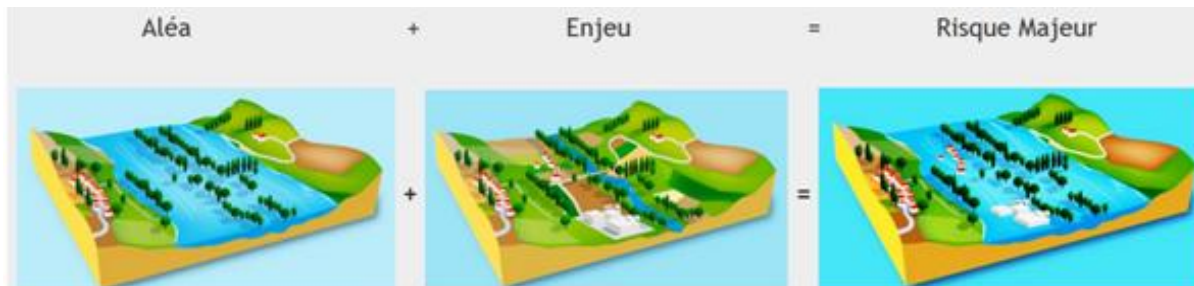 Aléa + Enjeu = Risque Majeur
+ =